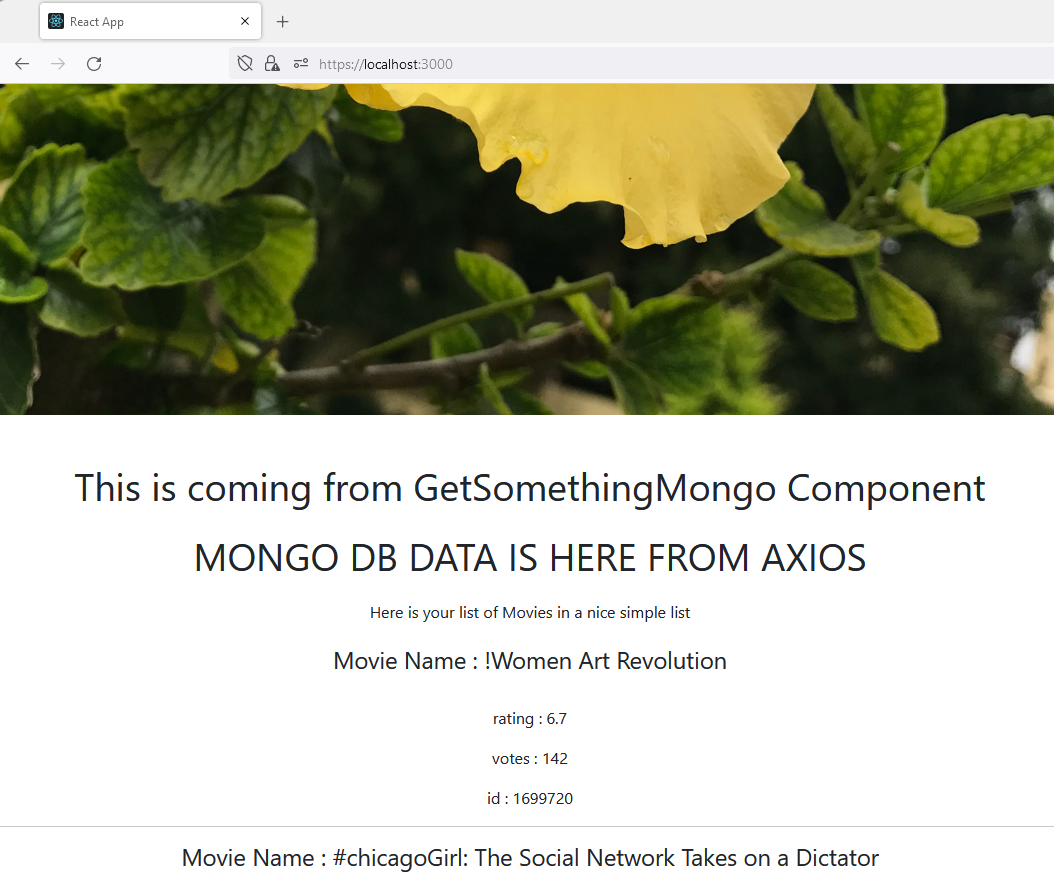 React App
https://localhost:3000
This is coming from GetSomethingMongo Component
MONGO DB DATA IS HERE FROM AXIOS
Here is your list of Movies in a nice simple list
Movie Name : !Women Art Revolution
rating : 6.7
votes : 142
id : 1699720
Movie Name : #chicagoGirl: The Social Network Takes on a Dictator